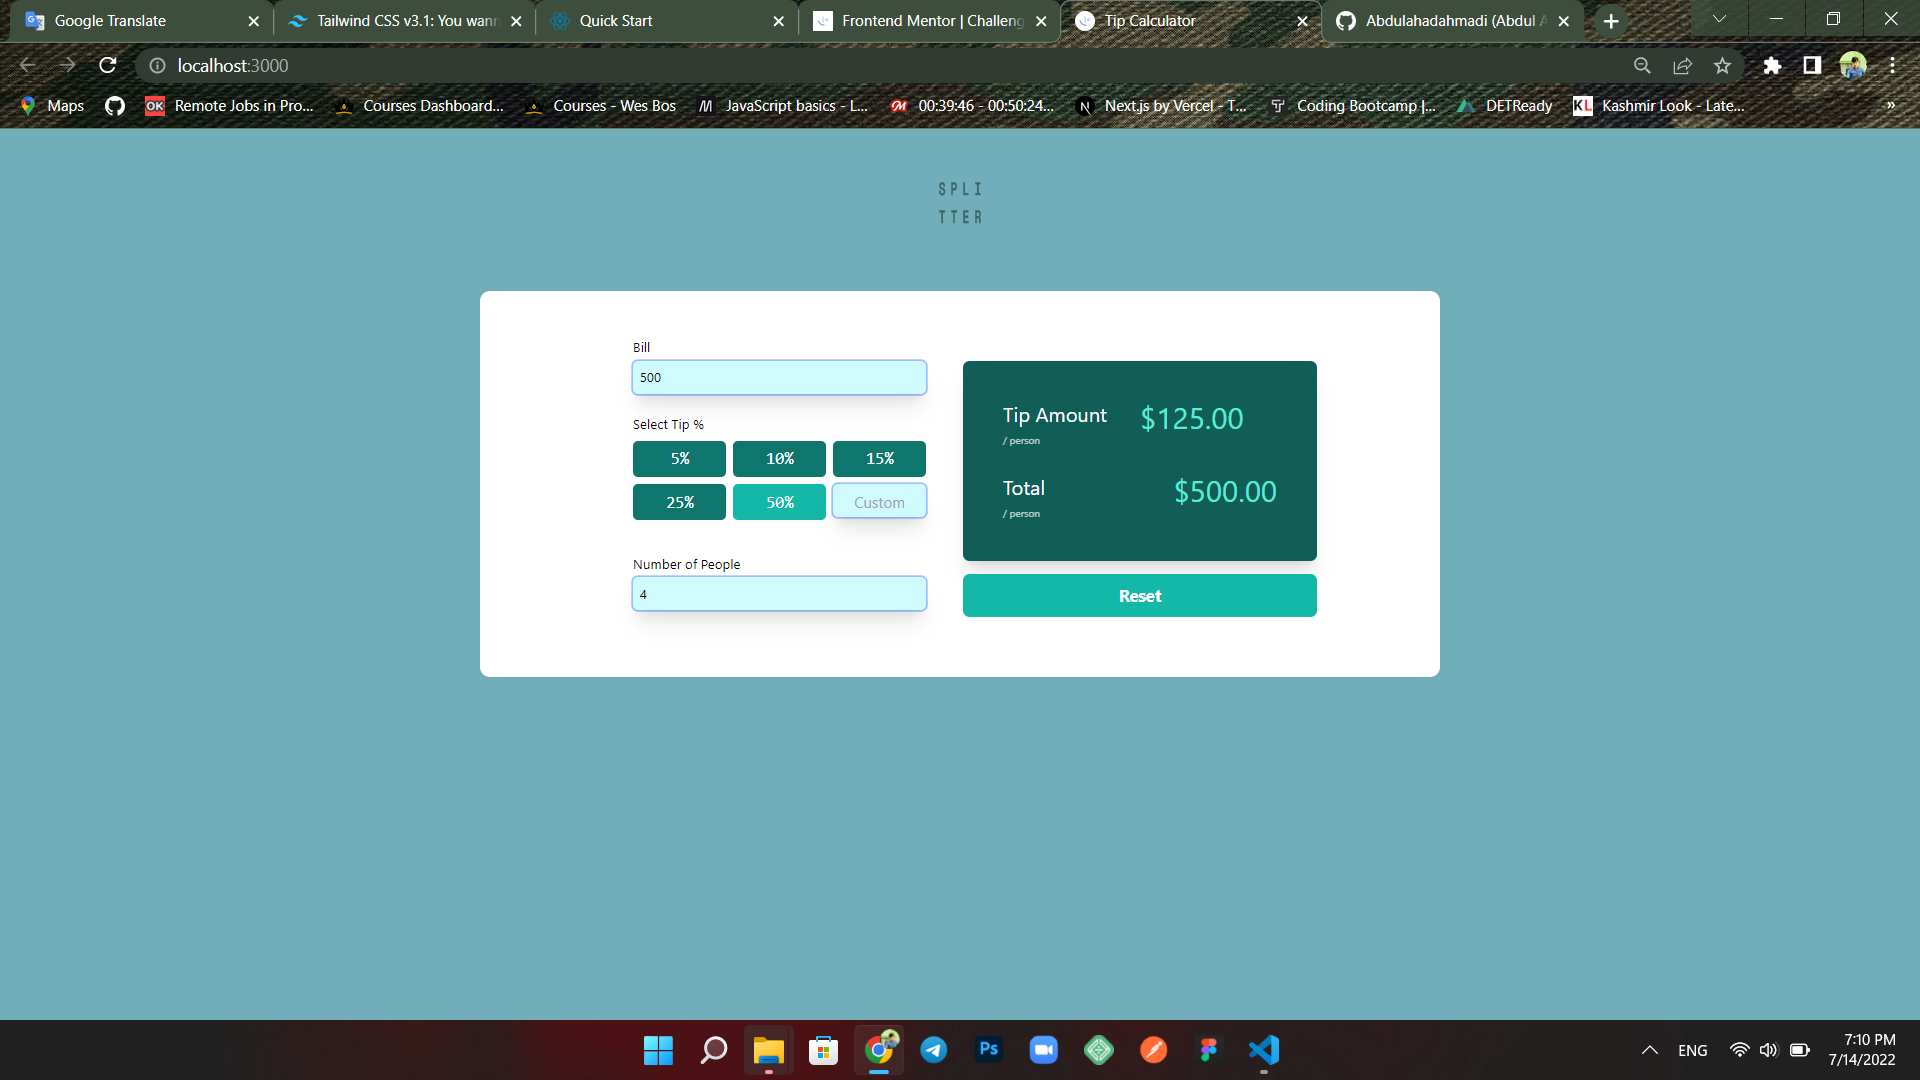 Google Translate
Tailwind CSS v3.1: You wann
Quick Start
Frontend Mentor | Challeng
Tip Calculator
Abdulahadahmadi (Abdul A
localhost:3000
Maps
OK
Remote Jobs in Pro...
Courses Dashboard...
Courses - Wes Bos
JavaScript basics - L...
00:39:46 - 00:50:24...
Next.js by Vercel - T...
Coding Bootcamp |...
DETReady
KL
Kashmir Look - Late...
»
SPLI
TTER
Bill
500
Select Tip %
5%
10%
15%
25%
50%
Custom
Number of People
4
Tip Amount
$125.00
/ person
Total
$500.00
/ person
Reset
Ps
ENG
7:10 PM
7/14/2022